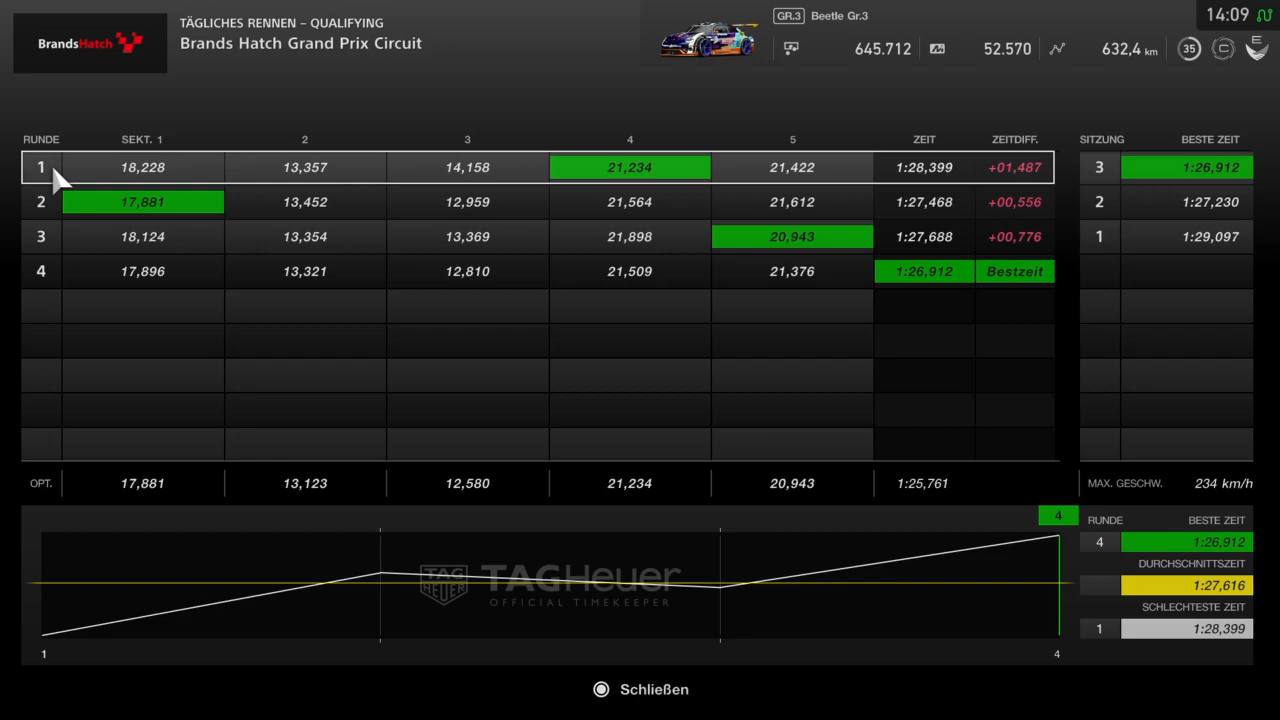 BrandsHatch
TÄGLICHES RENNEN – QUALIFYING
Brands Hatch Grand Prix Circuit
GR.3 Beetle Gr.3
645.712 52.570 632,4 km 35 C E
14:09
RUNDE SEKT. 1 2 3 4 5 ZEIT ZEITDIFF.
1 18,228 13,357 14,158 21,234 21,422 1:28,399 +01,487
2 17,881 13,452 12,959 21,564 21,612 1:27,468 +00,556
3 18,124 13,354 13,369 21,898 20,943 1:27,688 +00,776
4 17,896 13,321 12,810 21,509 21,376 1:26,912 Bestzeit
OPT. 17,881 13,123 12,580 21,234 20,943 1:25,761
SITZUNG BESTE ZEIT
3 1:26,912
2 1:27,230
1 1:29,097
MAX. GESCHW. 234 km/h
4
TAG HEUER TAGHeuer
OFFICIAL TIMEKEEPER
1 4
RUNDE BESTE ZEIT
4 1:26,912
DURCHSCHNITTSZEIT
1:27,616
SCHLECHTESTE ZEIT
1 1:28,399
Schließen